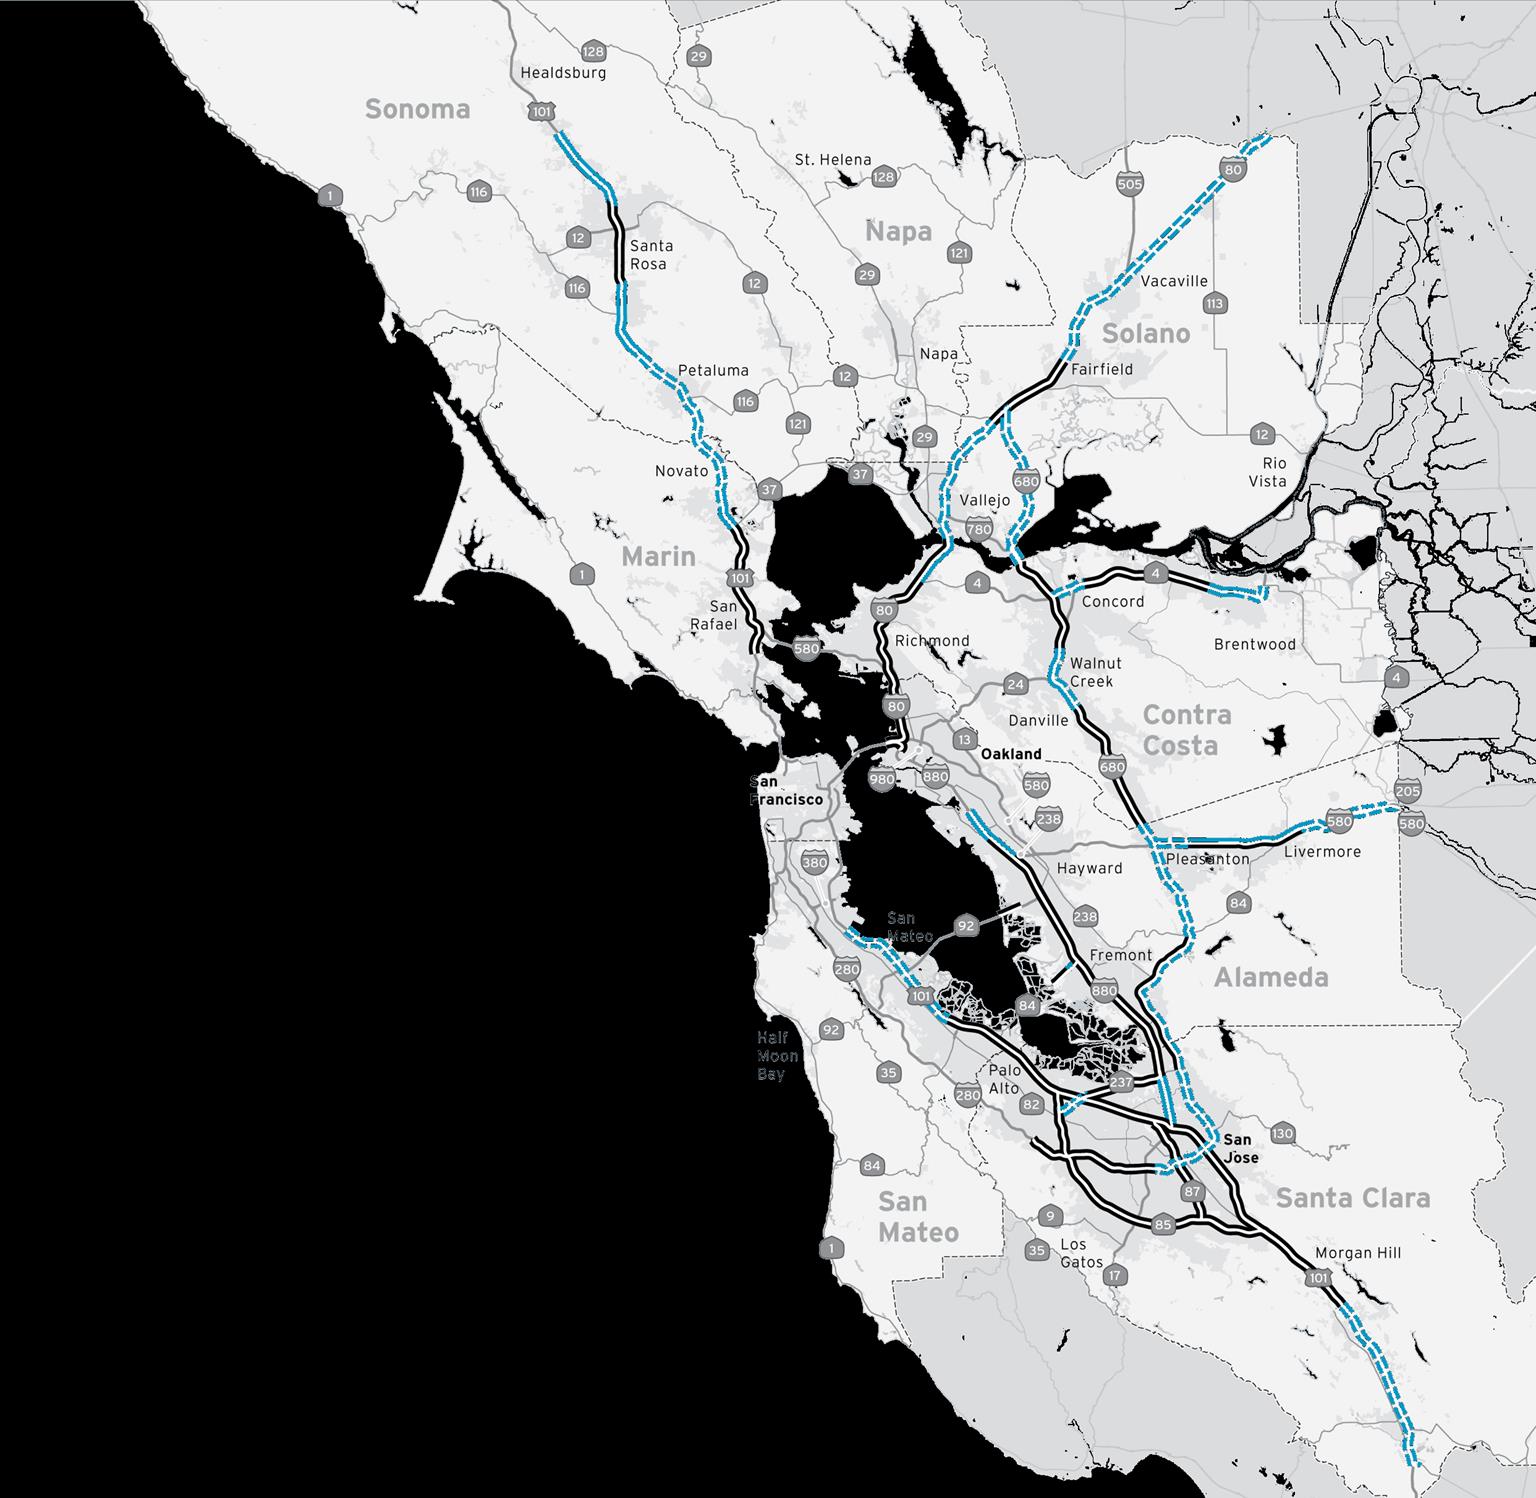 128
29
Healdsburg
Sonoma
101
St. Helena
128
80
505
1
116
Napa
12
Santa
Rosa
121
29
116
12
Vacaville
113
Solano
Napa
Petaluma
12
Fairfield
116
121
29
12
Novato
37
37
Rio
Vista
680
Vallejo
780
Marin
1
101
4
4
Concord
San
Rafael
80
Richmond
Brentwood
580
Walnut
Creek
24
4
80
Danville
Contra
Costa
13
Oakland
680
San
Francisco
980
880
580
205
238
580
580
380
Hayward
Pleasanton
Livermore
84
San
Mateo
92
238
Fremont
280
Alameda
101
880
84
92
Half
Moon
Bay
35
Palo
Alto
237
280
82
130
San
Jose
84
87
Santa Clara
San
Mateo
9
85
1
35
Los
Gatos
17
Morgan Hill
101